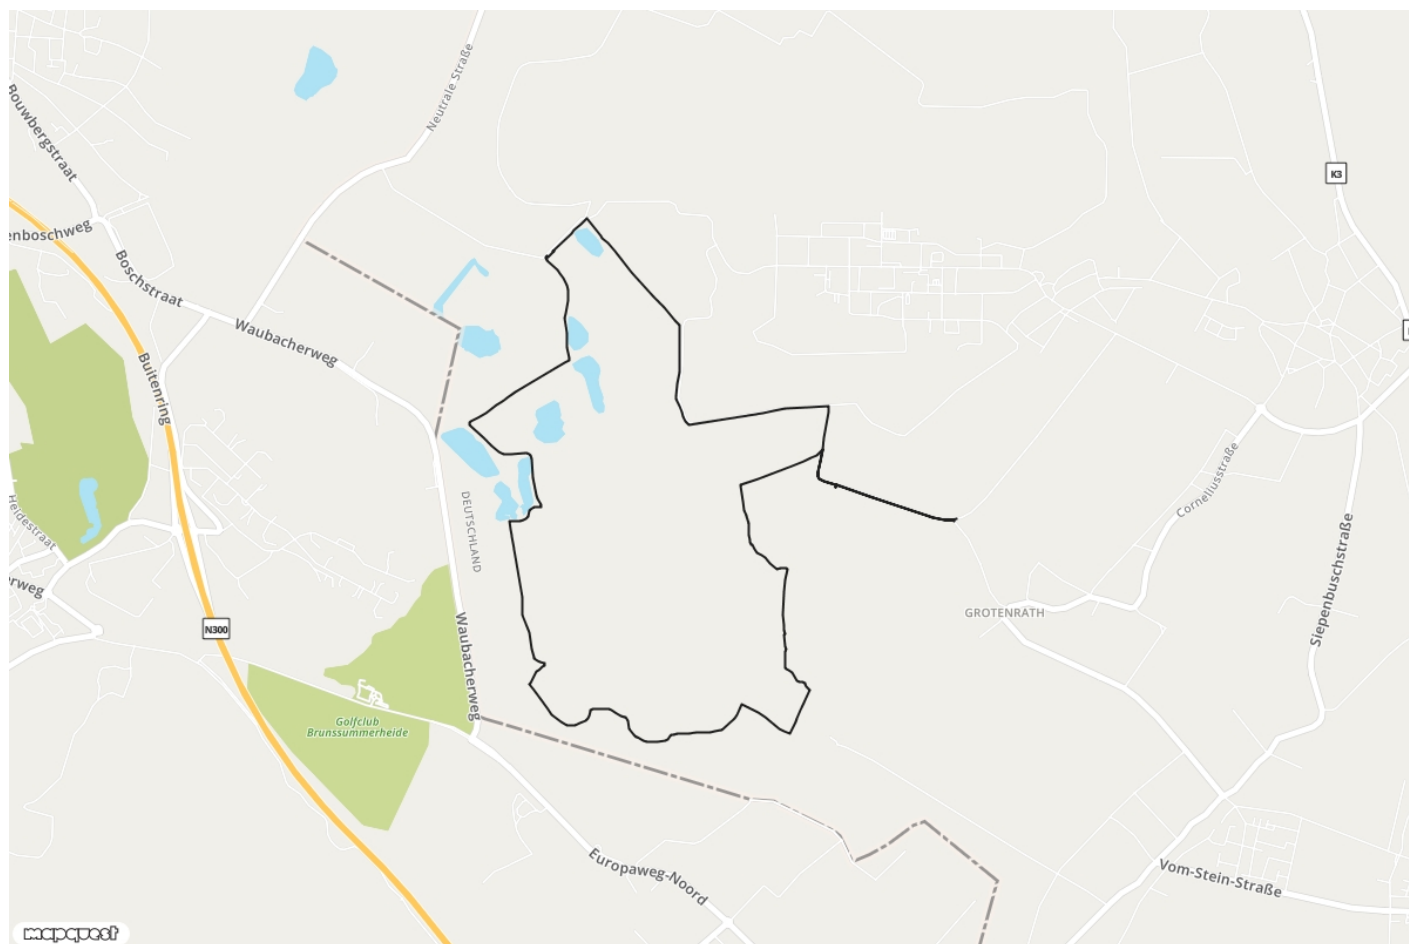 Neutrale Straße
Bouwbergstraat
K3
enboschweg
Boschstraat
Waubacherweg
Buitenring
Corneliusstraße
DEUTSCHLAND
Heidestraat
erweg
Siepenbuschstraße
N300
GROTENRATH
Waubacherweg
Golfclub
Brunssummerheide
Europaweg-Noord
Vom-Stein-Straße
mapquest